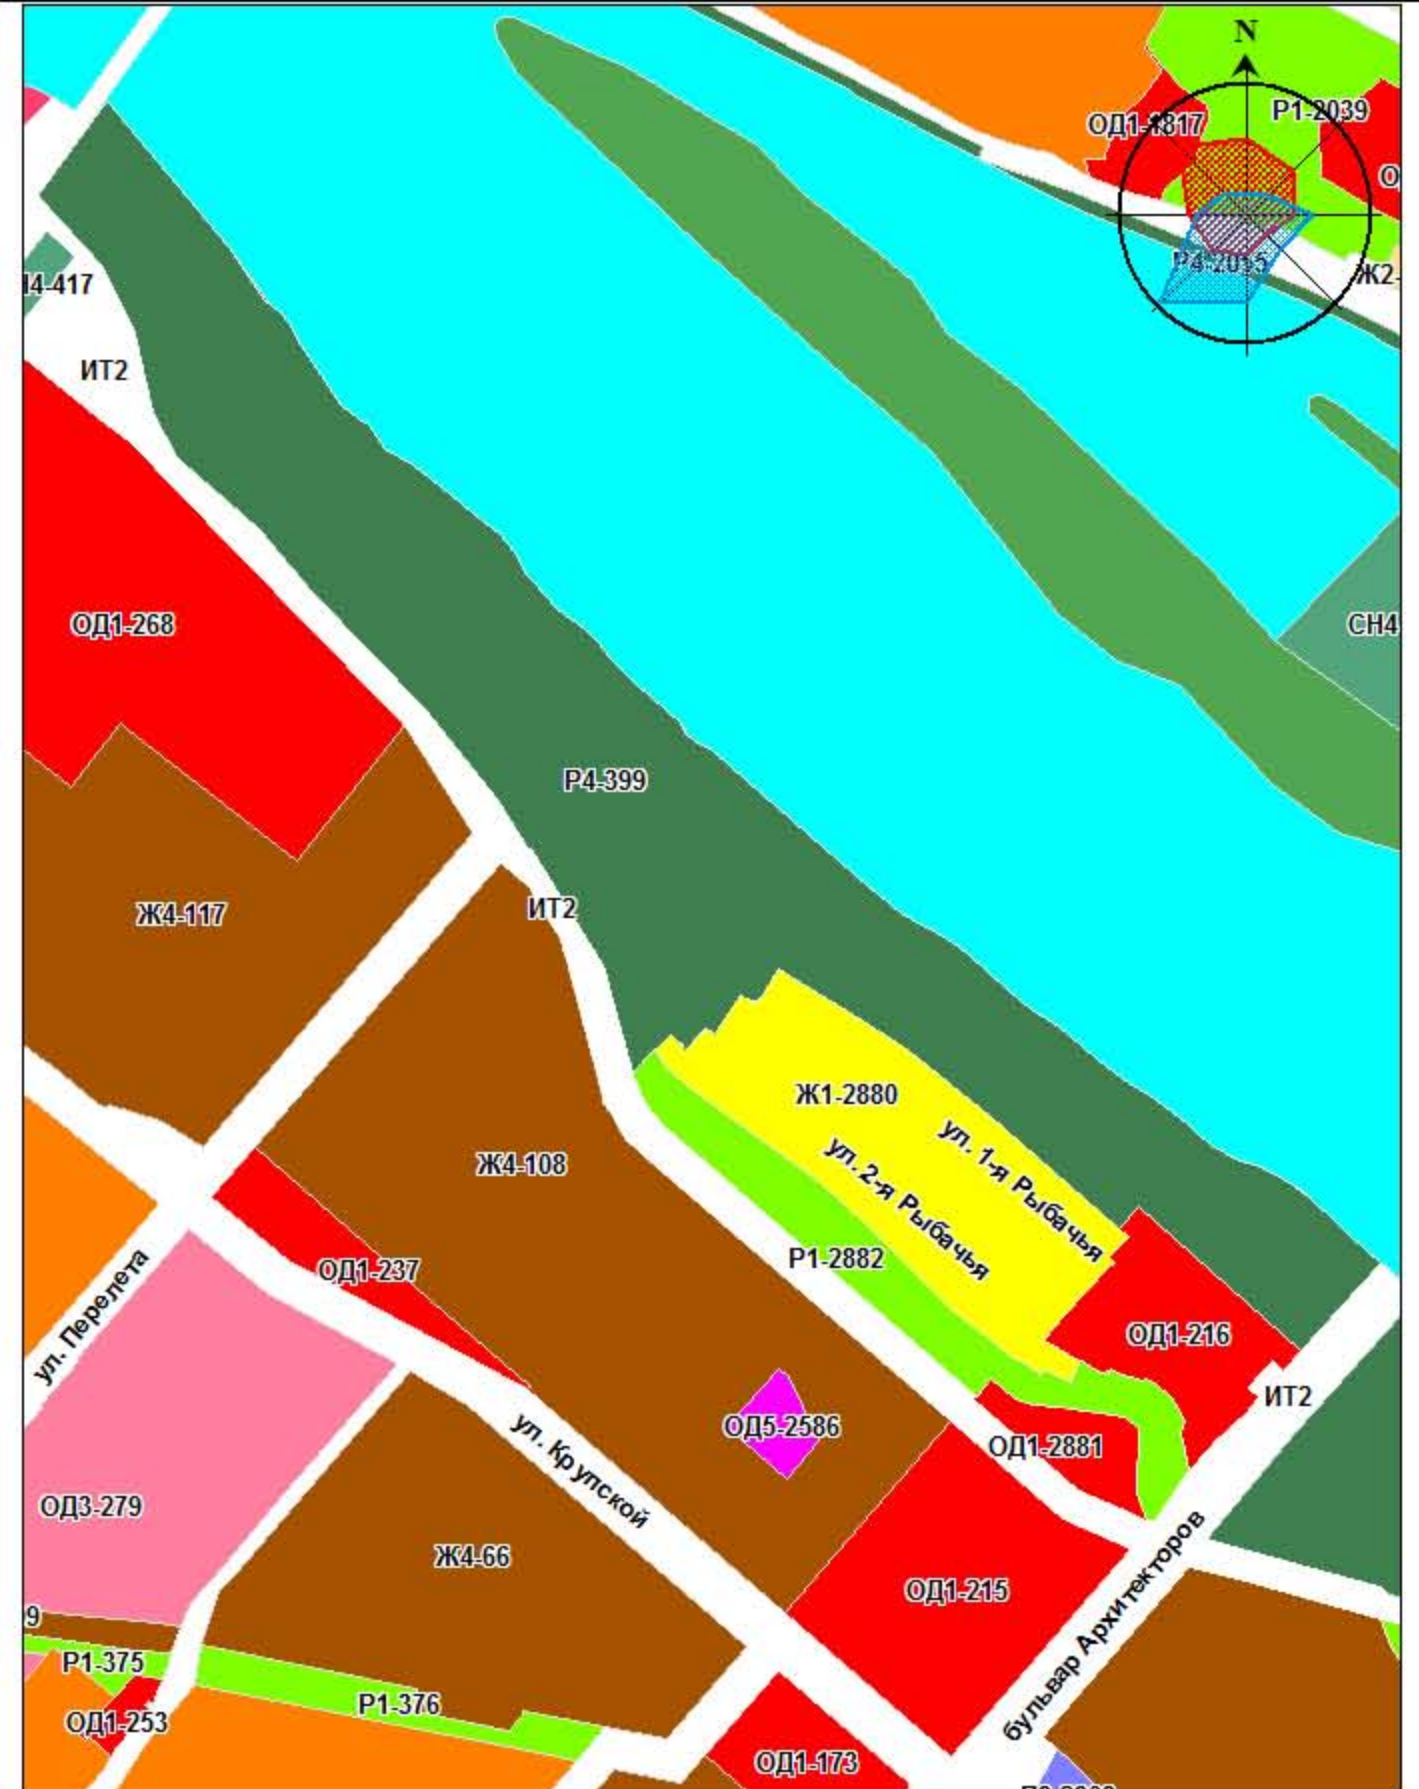 N
ОД1-1817
Р1-2039
Р4-2015
Ж2-
И4-417
ИТ2
ОД1-268
СН4
Р4-399
Ж4-117
ИТ2
Ж1-2880
ул. 1-я Рыбачья
ул. 2-я Рыбачья
Ж4-108
Р1-2882
ОД1-237
ул. Перелета
ОД1-216
ИТ2
ОД5-2586
ОД1-2881
ул. Крупской
ОД3-279
Ж4-66
ОД1-215
бульвар Архитекторов
9
Р1-375
Р1-376
ОД1-253
ОД1-173